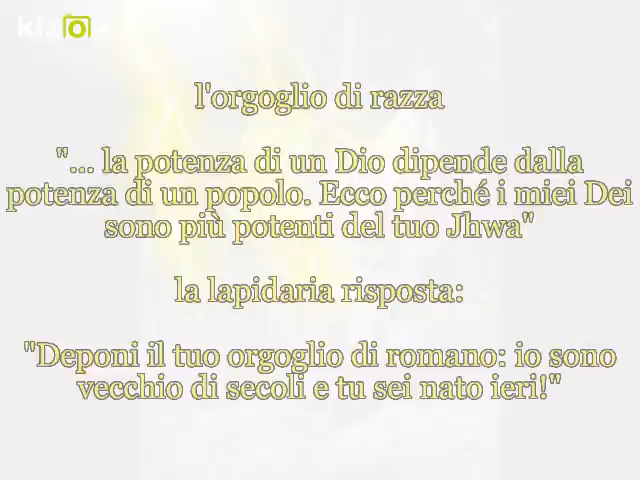 l'orgoglio di razza
"... la potenza di un Dio dipende dalla
potenza di un popolo. Ecco perché i miei Dei
sono più potenti del tuo Jhwa"
la lapidaria risposta:
"Deponi il tuo orgoglio di romano: io sono
vecchio di secoli e tu sei nato ieri!"